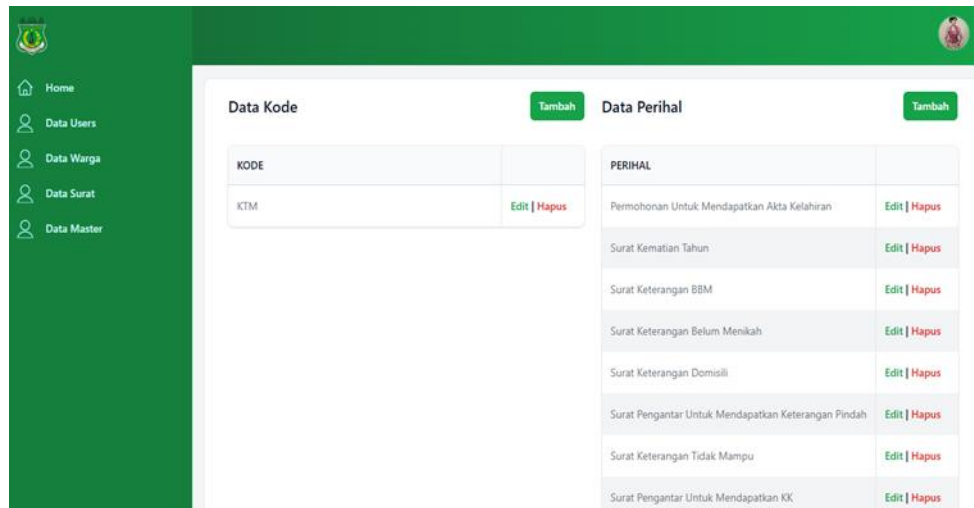 Home
Data Users
Data Warga
Data Surat
Data Master
Data Kode
Tambah
KODE
KTM
Edit | Hapus
Data Perihal
Tambah
PERIHAL
Permohonan Untuk Mendapatkan Akta Kelahiran Edit | Hapus
Surat Kematian Tahun Edit | Hapus
Surat Keterangan BBM Edit | Hapus
Surat Keterangan Belum Menikah Edit | Hapus
Surat Keterangan Domisili Edit | Hapus
Surat Pengantar Untuk Mendapatkan Keterangan Pindah Edit | Hapus
Surat Keterangan Tidak Mampu Edit | Hapus
Surat Pengantar Untuk Mendapatkan KK Edit | Hapus